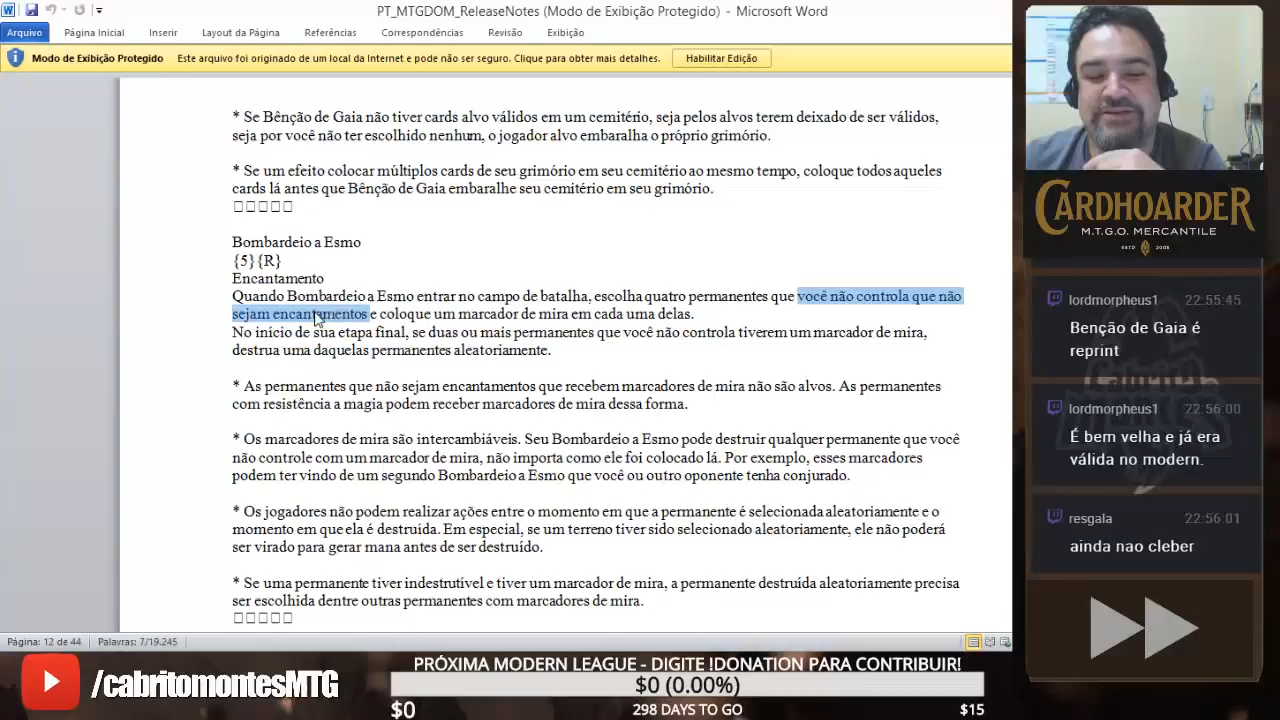 PT_MTGDOM_ReleaseNotes (Modo de Exibição Protegido) - Microsoft Word
Arquivo Página Inicial Inserir Layout da Página Referências Correspondências Revisão Exibição
Modo de Exibição Protegido Este arquivo foi originado de um local da Internet e pode não ser seguro. Clique para obter mais detalhes. Habilitar Edição
* Se Bênção de Gaia não tiver cards alvo válidos em um cemitério, seja pelos alvos terem deixado de ser válidos,
seja por você não ter escolhido nenhum, o jogador alvo embaralha o próprio grimório.
* Se um efeito colocar múltiplos cards de seu grimório em seu cemitério ao mesmo tempo, coloque todos aqueles
cards lá antes que Bênção de Gaia embaralhe seu cemitério em seu grimório.
Bombardeio a Esmo
{5}{R}
Encantamento
Quando Bombardeio a Esmo entrar no campo de batalha, escolha quatro permanentes que você não controla que não
sejam encantamentos e coloque um marcador de mira em cada uma delas.
No início de sua etapa final, se duas ou mais permanentes que você não controla tiverem um marcador de mira,
destrua uma daquelas permanentes aleatoriamente.
* As permanentes que não sejam encantamentos que recebem marcadores de mira não são alvos. As permanentes
com resistência a magia podem receber marcadores de mira dessa forma.
* Os marcadores de mira são intercambiáveis. Seu Bombardeio a Esmo pode destruir qualquer permanente que você
não controle com um marcador de mira, não importa como ele foi colocado lá. Por exemplo, esses marcadores
podem ter vindo de um segundo Bombardeio a Esmo que você ou outro oponente tenha conjurado.
* Os jogadores não podem realizar ações entre o momento em que a permanente é selecionada aleatoriamente e o
momento em que ela é destruída. Em especial, se um terreno tiver sido selecionado aleatoriamente, ele não poderá
ser virado para gerar mana antes de ser destruído.
* Se uma permanente tiver indestrutível e tiver um marcador de mira, a permanente destruída aleatoriamente precisa
ser escolhida dentre outras permanentes com marcadores de mira.
Página: 12 de 44 Palavras: 7/19.245
CARDHOARDER
M.T.G.O. MERCANTILE
ESTD 2008
lordmorpheus1 22:55:45
Benção de Gaia é
reprint
lordmorpheus1 22:56:00
É bem velha e já era
válida no modern.
resgala 22:56:01
ainda nao cleber
/cabritomontesMTG
PRÓXIMA MODERN LEAGUE - DIGITE !DONATION PARA CONTRIBUIR!
$0 (0.00%)
$0 298 DAYS TO GO $15